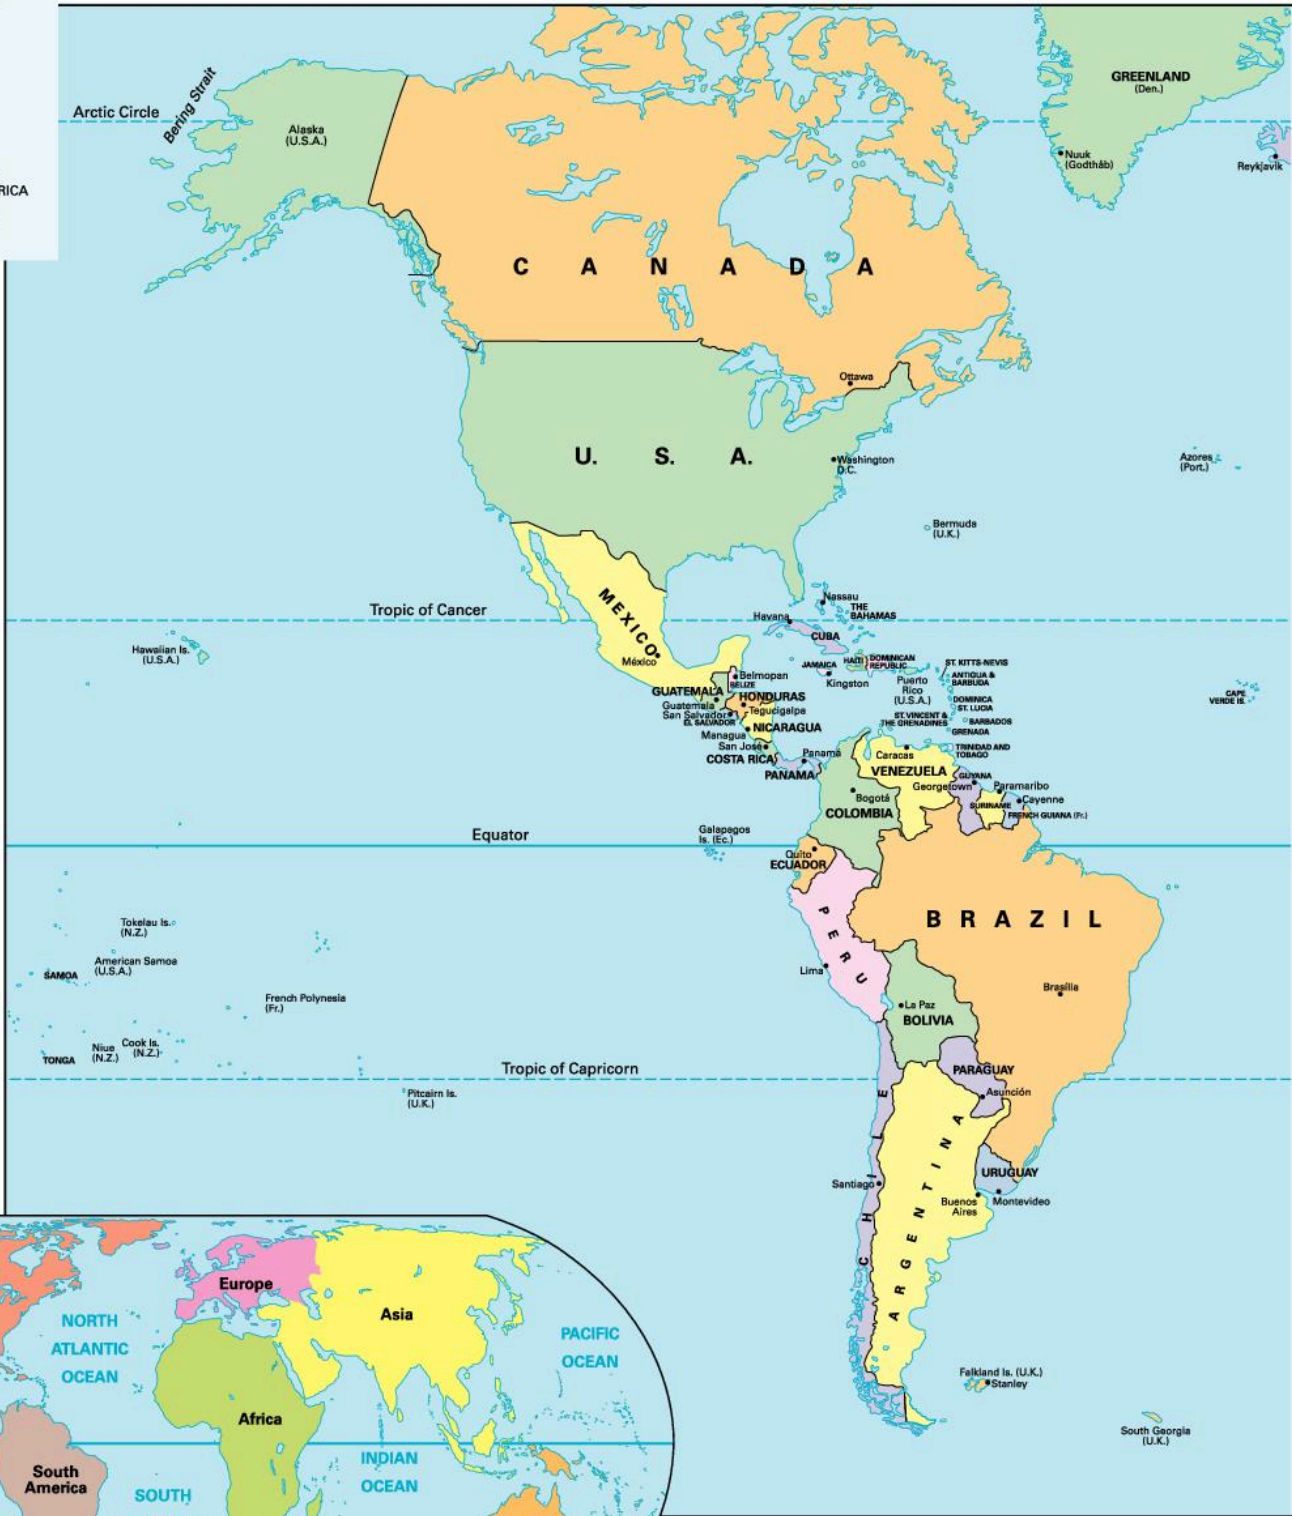 GREENLAND
(Den.)
Bering Strait
Arctic Circle
Alaska
(U.S.A.)
Nuuk
(Godthåb)
Reykjavik
RICA
C A N A D A
Ottawa
U. S. A.
Washington
D.C.
Azores
(Port.)
Bermuda
(U.K.)
MEXICO
México
Tropic of Cancer
Nassau
THE
BAHAMAS
Havana
CUBA
Hawaiian Is.
(U.S.A.)
JAMAICA
Kingston
HAITI
DOMINICAN
REPUBLIC
Puerto
Rico
(U.S.A.)
ST. KITTS-NEVIS
ANTIGUA &
BARBUDA
DOMINICA
ST. LUCIA
ST. VINCENT &
THE GRENADINES
BARBADOS
GRENADA
TRINIDAD AND
TOBAGO
CAPE
VERDE IS.
Belmopan
BELIZE
GUATEMALA
Guatemala
HONDURAS
Tegucigalpa
San Salvador
EL SALVADOR
NICARAGUA
Managua
San José
COSTA RICA
Panamá
PANAMA
Caracas
VENEZUELA
GUYANA
Georgetown
Paramaribo
SURINAME
Cayenne
FRENCH GUIANA (Fr.)
Bogotá
COLOMBIA
Galapagos
Is. (Ec.)
Equator
Quito
ECUADOR
PERU
Lima
B R A Z I L
Brasília
Tokelau Is.
(N.Z.)
American Samoa
(U.S.A.)
SAMOA
French Polynesia
(Fr.)
TONGA
Niue
(N.Z.)
Cook Is.
(N.Z.)
La Paz
BOLIVIA
Tropic of Capricorn
PARAGUAY
Asunción
Pitcairn Is.
(U.K.)
CHILE
Santiago
ARGENTINA
Buenos
Aires
URUGUAY
Montevideo
Falkland Is. (U.K.)
Stanley
South Georgia
(U.K.)
Europe
Asia
NORTH
ATLANTIC
OCEAN
PACIFIC
OCEAN
Africa
INDIAN
OCEAN
South
America
SOUTH